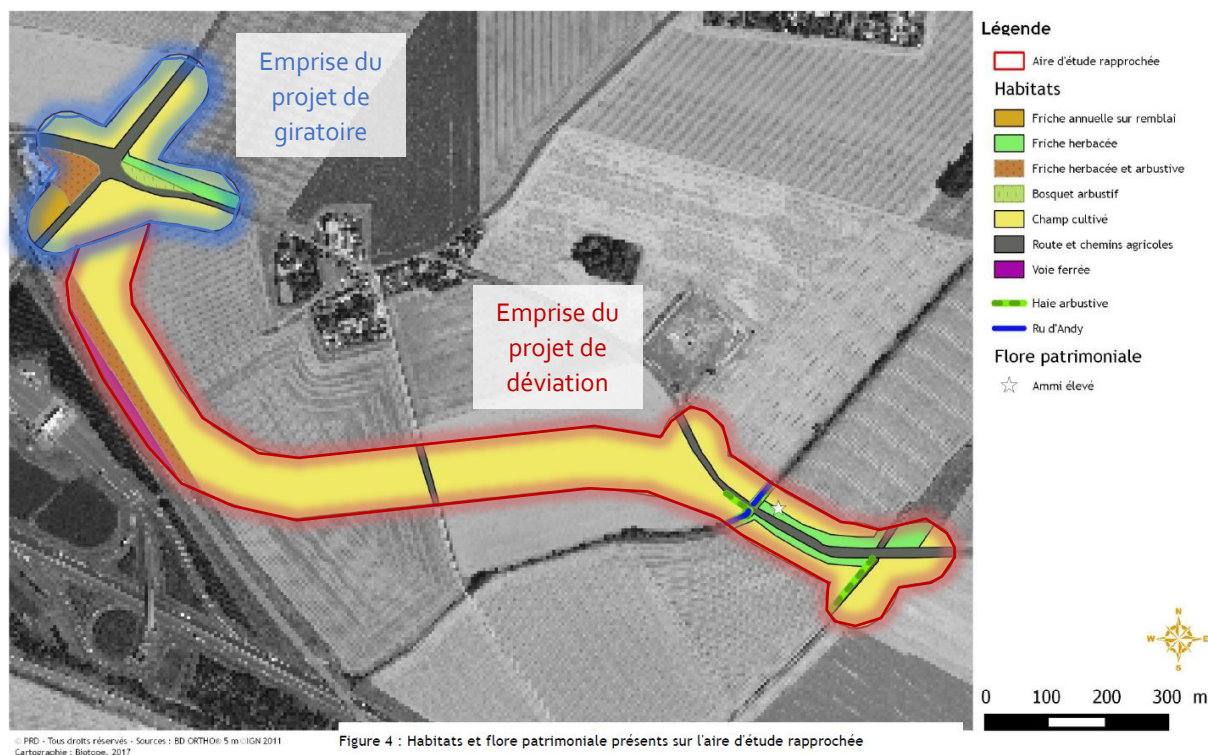 Emprise du
projet de
giratoire
Emprise du
projet de
déviation
Légende
Aire d'étude rapprochée
Habitats
Friche annuelle sur remblai
Friche herbacée
Friche herbacée et arbustive
Bosquet arbustif
Champ cultivé
Route et chemins agricoles
Voie ferrée
Haie arbustive
Ru d'Andy
Flore patrimoniale
Ammi élevé
N
W E
S
0 100 200 300 m
© PRD - Tous droits réservés - Sources : BD ORTHO® 5 m ©IGN 2011
Cartographie : Biotope, 2017
Figure 4 : Habitats et flore patrimoniale présents sur l'aire d'étude rapprochée